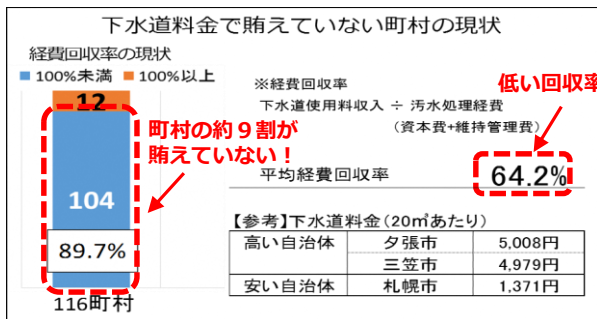 下水道料金で賄えていない町村の現状
経費回収率の現状
100%未満 100%以上
12
104
89.7%
116町村
町村の約９割が
賄えていない！
※経費回収率
下水道使用料収入 ÷ 汚水処理経費
(資本費+維持管理費)
低い回収率
平均経費回収率 64.2%
【参考】下水道料金(20㎥あたり)
高い自治体 夕張市 5,008円
三笠市 4,979円
安い自治体 札幌市 1,371円